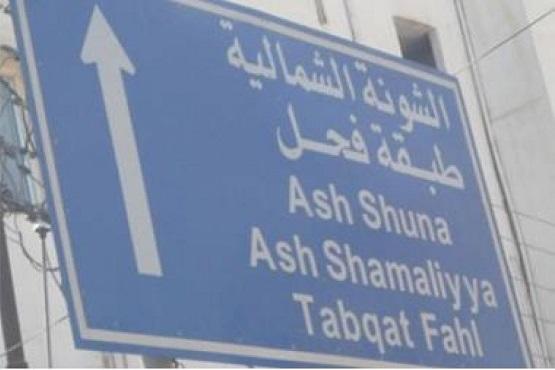 الشونة الشمالية
طبقة فحل
Ash Shuna
Ash Shamaliyya
Tabqat Fahl